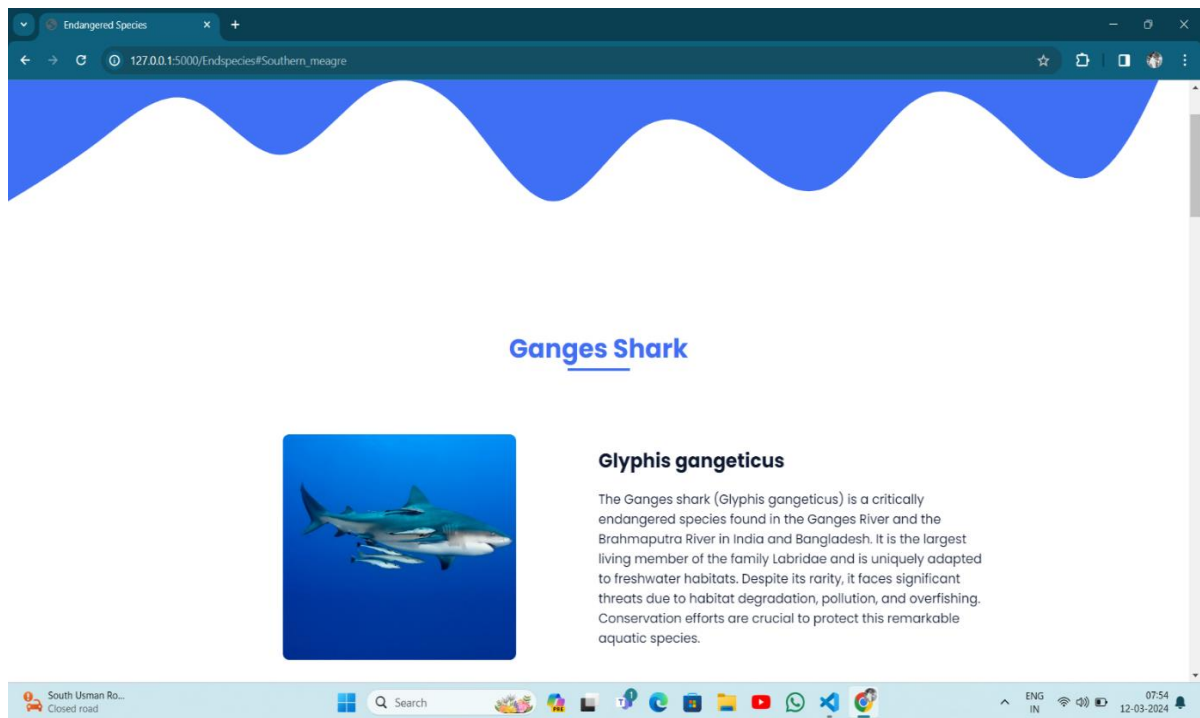 Endangered Species
127.0.0.1:5000/Endspecies#Southern_meagre
Ganges Shark
Glyphis gangeticus
The Ganges shark (Glyphis gangeticus) is a critically
endangered species found in the Ganges River and the
Brahmaputra River in India and Bangladesh. It is the largest
living member of the family Labridae and is uniquely adapted
to freshwater habitats. Despite its rarity, it faces significant
threats due to habitat degradation, pollution, and overfishing.
Conservation efforts are crucial to protect this remarkable
aquatic species.
South Usman Ro...
Closed road
Search
PRE
1
ENG
IN
07:54
12-03-2024